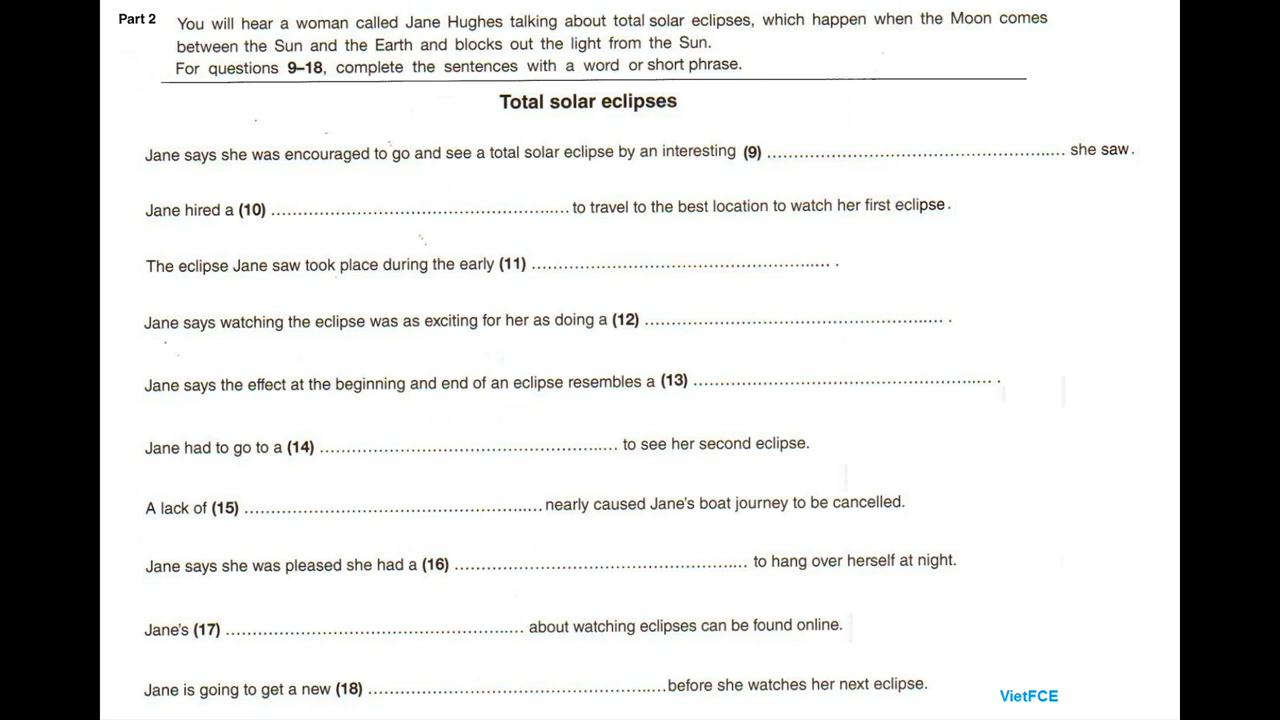 Part 2 You will hear a woman called Jane Hughes talking about total solar eclipses, which happen when the Moon comes
between the Sun and the Earth and blocks out the light from the Sun.
For questions 9–18, complete the sentences with a word or short phrase.
Total solar eclipses
Jane says she was encouraged to go and see a total solar eclipse by an interesting (9) ........................................................ she saw.
Jane hired a (10) ........................................................ to travel to the best location to watch her first eclipse.
The eclipse Jane saw took place during the early (11) ........................................................ .
Jane says watching the eclipse was as exciting for her as doing a (12) ........................................................ .
Jane says the effect at the beginning and end of an eclipse resembles a (13) ........................................................ .
Jane had to go to a (14) ........................................................ to see her second eclipse.
A lack of (15) ........................................................ nearly caused Jane's boat journey to be cancelled.
Jane says she was pleased she had a (16) ........................................................ to hang over herself at night.
Jane's (17) ........................................................ about watching eclipses can be found online.
Jane is going to get a new (18) ........................................................ before she watches her next eclipse.
VietFCE